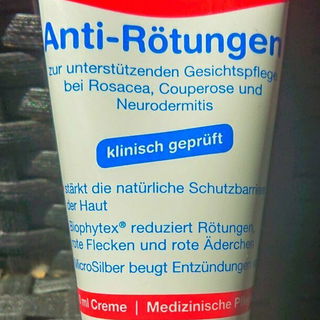 Anti-Rötungen
zur unterstützenden Gesichtspflege
bei Rosacea, Couperose und
Neurodermitis
klinisch geprüft
stärkt die natürliche Schutzbarriere
der Haut
Biophytex® reduziert Rötungen,
rote Flecken und rote Äderchen
MicroSilber beugt Entzündungen
ml Creme | Medizinische